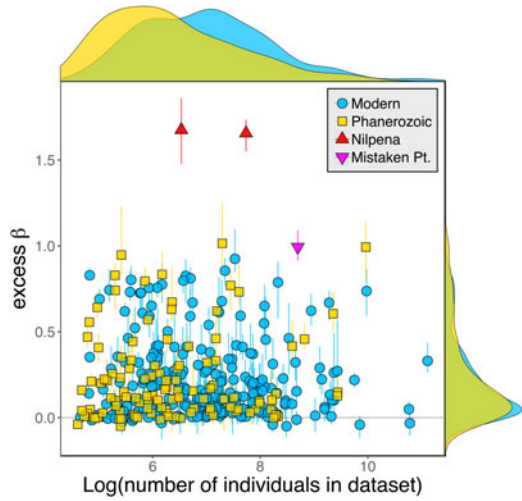 Modern
Phanerozoic
Nilpena
Mistaken Pt.
1.5
1.0
0.5
0.0
excess β
6
8
10
Log(number of individuals in dataset)